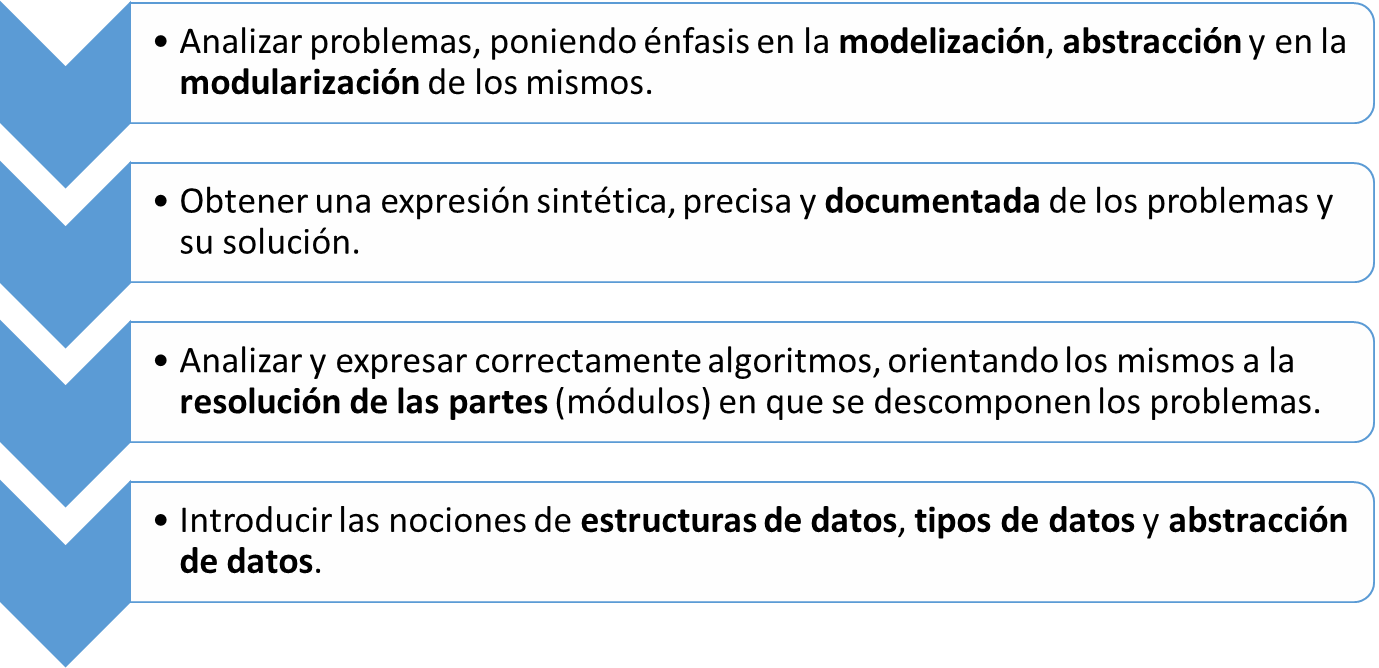 • Analizar problemas, poniendo énfasis en la modelización, abstracción y en la
modularización de los mismos.
• Obtener una expresión sintética, precisa y documentada de los problemas y
su solución.
• Analizar y expresar correctamente algoritmos, orientando los mismos a la
resolución de las partes (módulos) en que se descomponen los problemas.
• Introducir las nociones de estructuras de datos, tipos de datos y abstracción
de datos.